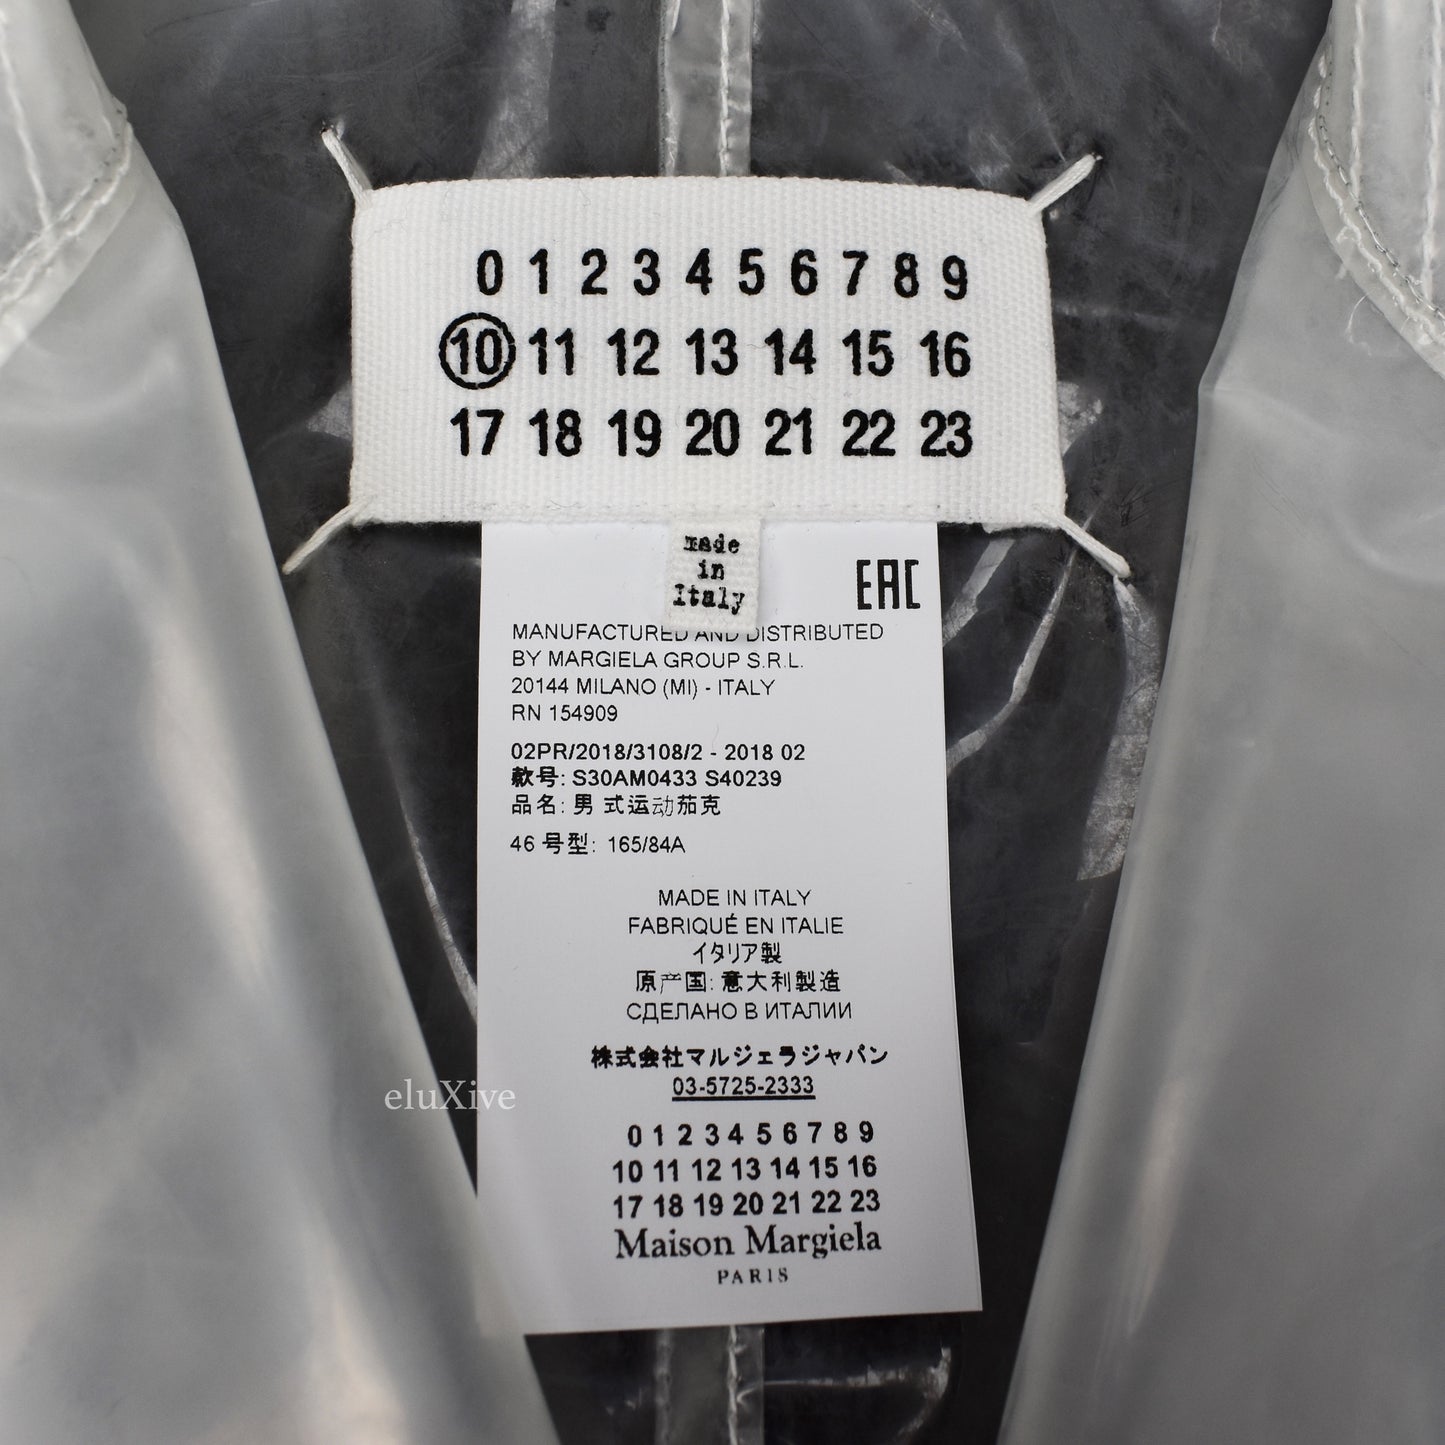 0 1 2 3 4 5 6 7 8 9
10 11 12 13 14 15 16
17 18 19 20 21 22 23
made
in
Italy
EAC
MANUFACTURED AND DISTRIBUTED
BY MARGIELA GROUP S.R.L.
20144 MILANO (MI) - ITALY
RN 154909
02PR/2018/3108/2 - 2018 02
款号: S30AM0433 S40239
品名: 男 式运动茄克
46 号型: 165/84A
MADE IN ITALY
FABRIQUÉ EN ITALIE
イタリア製
原产国: 意大利製造
СДЕЛАНО В ИТАЛИИ
株式会社マルジェラジャパン
03-5725-2333
eluXive
0 1 2 3 4 5 6 7 8 9
10 11 12 13 14 15 16
17 18 19 20 21 22 23
Maison Margiela
PARIS